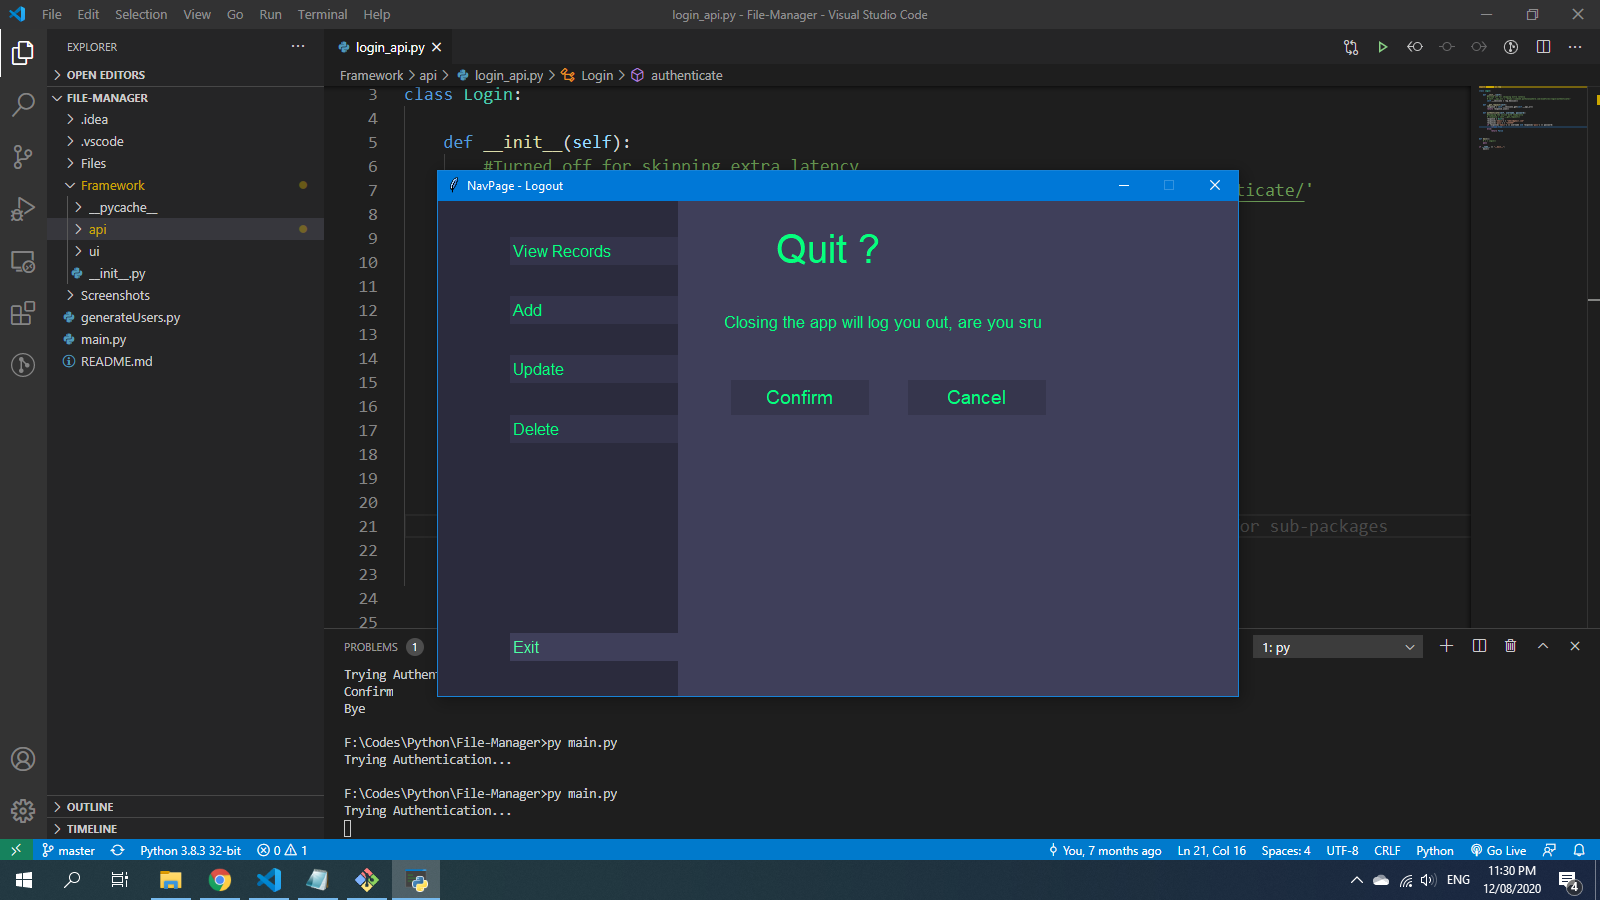 File Edit Selection View Go Run Terminal Help
login_api.py - File-Manager - Visual Studio Code
EXPLORER
OPEN EDITORS
FILE-MANAGER
.idea
.vscode
Files
Framework
__pycache__
api
ui
__init__.py
Screenshots
generateUsers.py
main.py
README.md
OUTLINE
TIMELINE
login_api.py
Framework > api > login_api.py > Login > authenticate
3 class Login:
4
5 def __init__(self):
6 #Turned off for skipping extra latency
7 ticate/'
8
9
10
11
12
13
14
15
16
17
18
19
20
21 or sub-packages
22
23
24
25
NavPage - Logout
View Records
Add
Update
Delete
Exit
Quit ?
Closing the app will log you out, are you sru
Confirm Cancel
PROBLEMS 1
1: py
Trying Authen
Confirm
Bye
F:\Codes\Python\File-Manager>py main.py
Trying Authentication...
F:\Codes\Python\File-Manager>py main.py
Trying Authentication...
master Python 3.8.3 32-bit 0 1 You, 7 months ago Ln 21, Col 16 Spaces: 4 UTF-8 CRLF Python Go Live
ENG
11:30 PM
12/08/2020
4